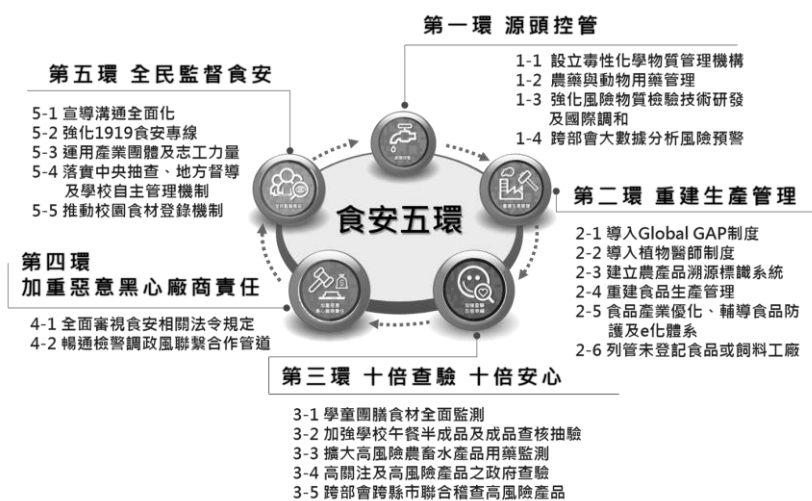 第一環 源頭控管
1-1 設立毒性化學物質管理機構
1-2 農藥與動物用藥管理
1-3 強化風險物質檢驗技術研發
及國際調和
1-4 跨部會大數據分析風險預警
第二環 重建生產管理
2-1 導入Global GAP制度
2-2 導入植物醫師制度
2-3 建立農產品溯源標識系統
2-4 重建食品生產管理
2-5 食品產業優化、輔導食品防
護及e化體系
2-6 列管未登記食品或飼料工廠
第三環 十倍查驗 十倍安心
3-1 學童團膳食材全面監測
3-2 加強學校午餐半成品及成品查核抽驗
3-3 擴大高風險農畜水產品用藥監測
3-4 高關注及高風險產品之政府查驗
3-5 跨部會跨縣市聯合稽查高風險產品
第四環
加重惡意黑心廠商責任
4-1 全面審視食安相關法令規定
4-2 暢通檢警調政風聯繫合作管道
第五環 全民監督食安
5-1 宣導溝通全面化
5-2 強化1919食安專線
5-3 運用產業團體及志工力量
5-4 落實中央抽查、地方督導
及學校自主管理機制
5-5 推動校園食材登錄機制
食安五環